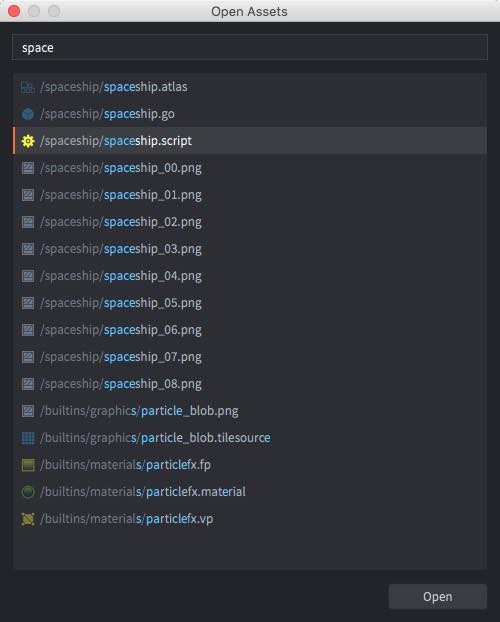 Open Assets
space
/spaceship/spaceship.atlas
/spaceship/spaceship.go
/spaceship/spaceship.script
/spaceship/spaceship_00.png
/spaceship/spaceship_01.png
/spaceship/spaceship_02.png
/spaceship/spaceship_03.png
/spaceship/spaceship_04.png
/spaceship/spaceship_05.png
/spaceship/spaceship_06.png
/spaceship/spaceship_07.png
/spaceship/spaceship_08.png
/builtins/graphics/particle_blob.png
/builtins/graphics/particle_blob.tilesource
/builtins/materials/particlefx.fp
/builtins/materials/particlefx.material
/builtins/materials/particlefx.vp
Open